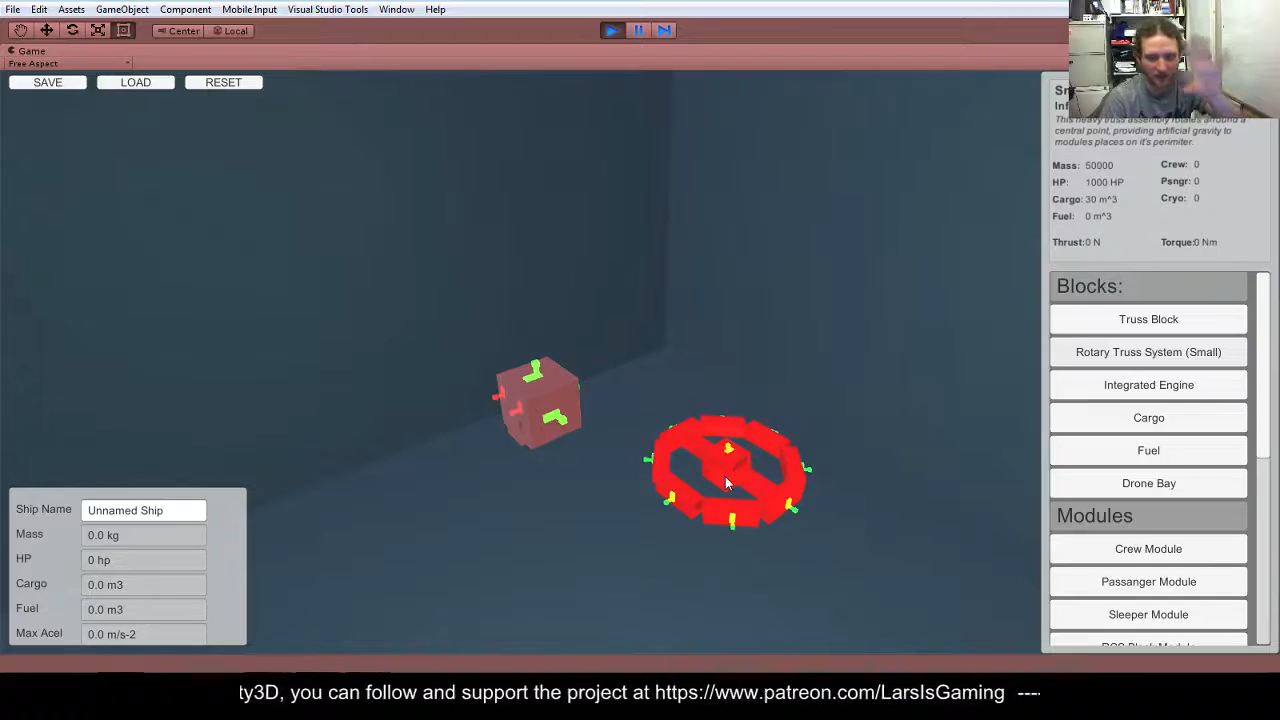 File Edit Assets GameObject Component Mobile Input Visual Studio Tools Window Help
Center Local
Game
Free Aspect
SAVE LOAD RESET
This heavy truss assembly rotates arround a
central point, providing artificial gravity to
modules places on it's perimeter.
Mass: 50000 Crew: 0
HP: 1000 HP Psngr: 0
Cargo: 30 m^3 Cryo: 0
Fuel: 0 m^3
Thrust: 0 N Torque: 0 Nm
Blocks:
Truss Block
Rotary Truss System (Small)
Integrated Engine
Cargo
Fuel
Drone Bay
Modules
Crew Module
Passanger Module
Sleeper Module
Ship Name Unnamed Ship
Mass 0.0 kg
HP 0 hp
Cargo 0.0 m3
Fuel 0.0 m3
Max Acel 0.0 m/s-2
ty3D, you can follow and support the project at https://www.patreon.com/LarsIsGaming ----